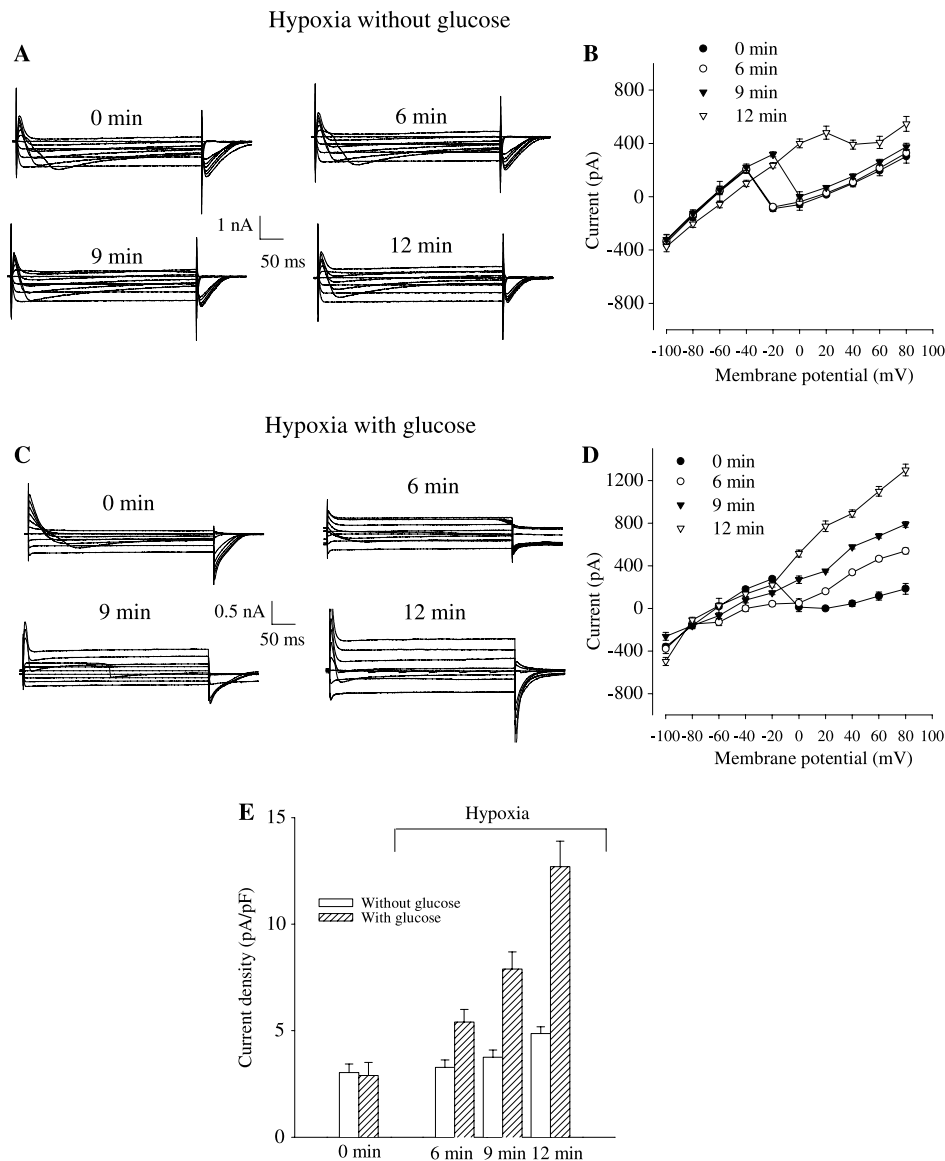 Hypoxia without glucose
A
0 min
6 min
9 min
12 min
1 nA
50 ms
B
0 min
6 min
9 min
12 min
800
400
0
-400
-800
Current (pA)
-100 -80 -60 -40 -20 0 20 40 60 80 100
Membrane potential (mV)
Hypoxia with glucose
C
0 min
6 min
9 min
12 min
0.5 nA
50 ms
D
0 min
6 min
9 min
12 min
1200
800
400
0
-400
-800
Current (pA)
-100 -80 -60 -40 -20 0 20 40 60 80 100
Membrane potential (mV)
E
Hypoxia
Without glucose
With glucose
15
10
5
0
Current density (pA/pF)
0 min 6 min 9 min 12 min